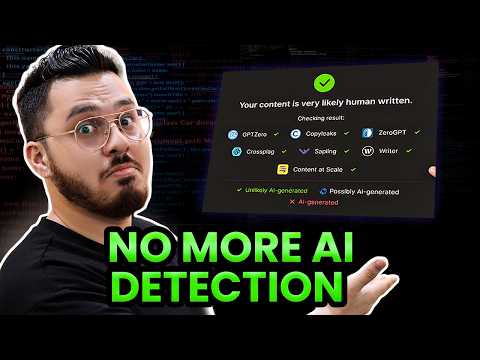 Your content is very likely human written.
Checking result:
GPTZero
Copyleaks
ZeroGPT
Crossplag
Sapling
Writer
Content at Scale
Unlikely AI-generated
Possibly AI-generated
AI-generated
NO MORE AI
DETECTION